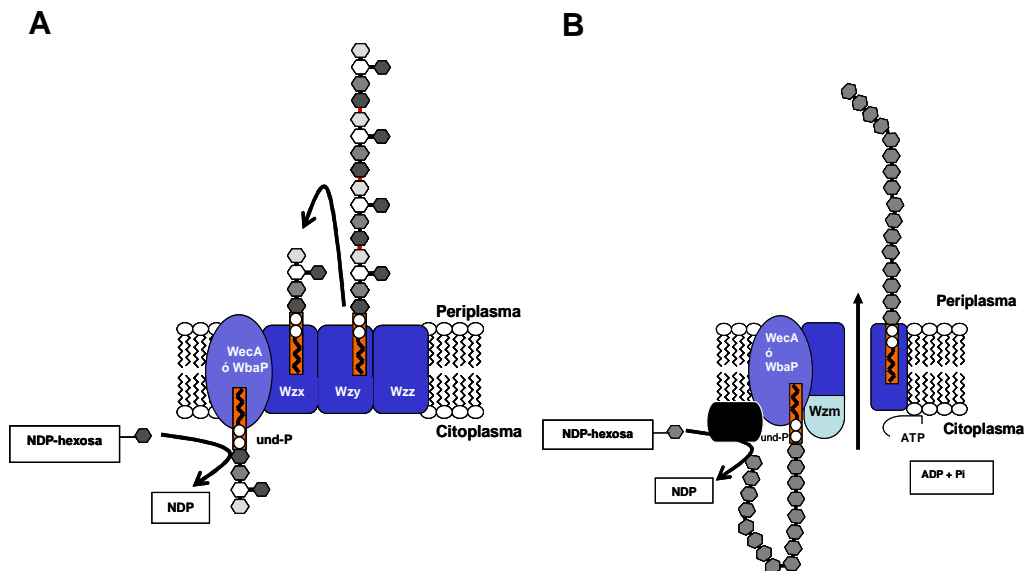 A
Periplasma
WecA
ó WbaP
Wzx
Wzy
Wzz
Citoplasma
und-P
NDP-hexosa
NDP
B
Periplasma
WecA
ó
WbaP
Wzm
Citoplasma
und-P
NDP-hexosa
ATP
ADP + Pi
NDP